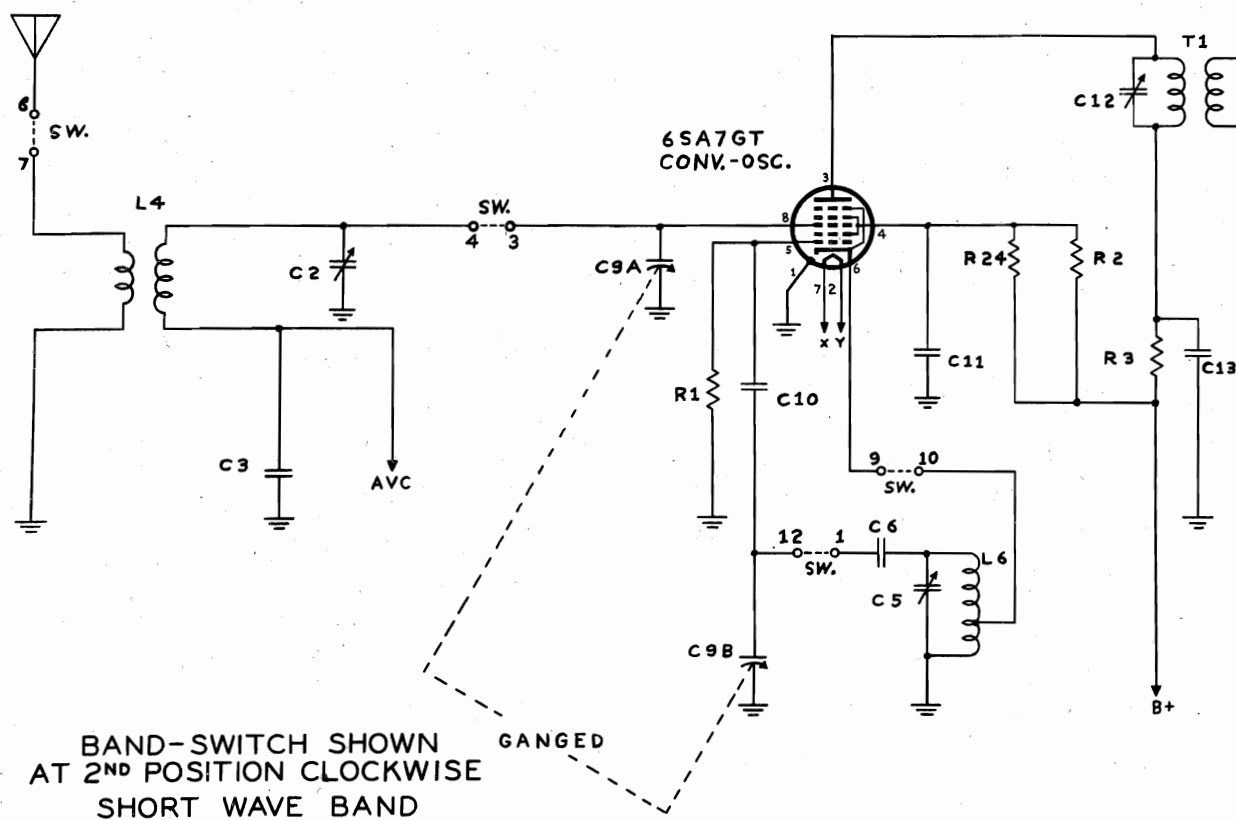 T1
C12
6SA7GT
CONV.-OSC.
3
6
SW.
7
L4
SW.
4 3
8
5
4
1
7 2
6
C2
C9A
R24
R2
X Y
C11
R3
C13
R1
C10
C3
AVC
9 10
SW.
12 1
SW.
C6
L6
C5
C9B
B+
GANGED
BAND-SWITCH SHOWN
AT 2ND POSITION CLOCKWISE
SHORT WAVE BAND